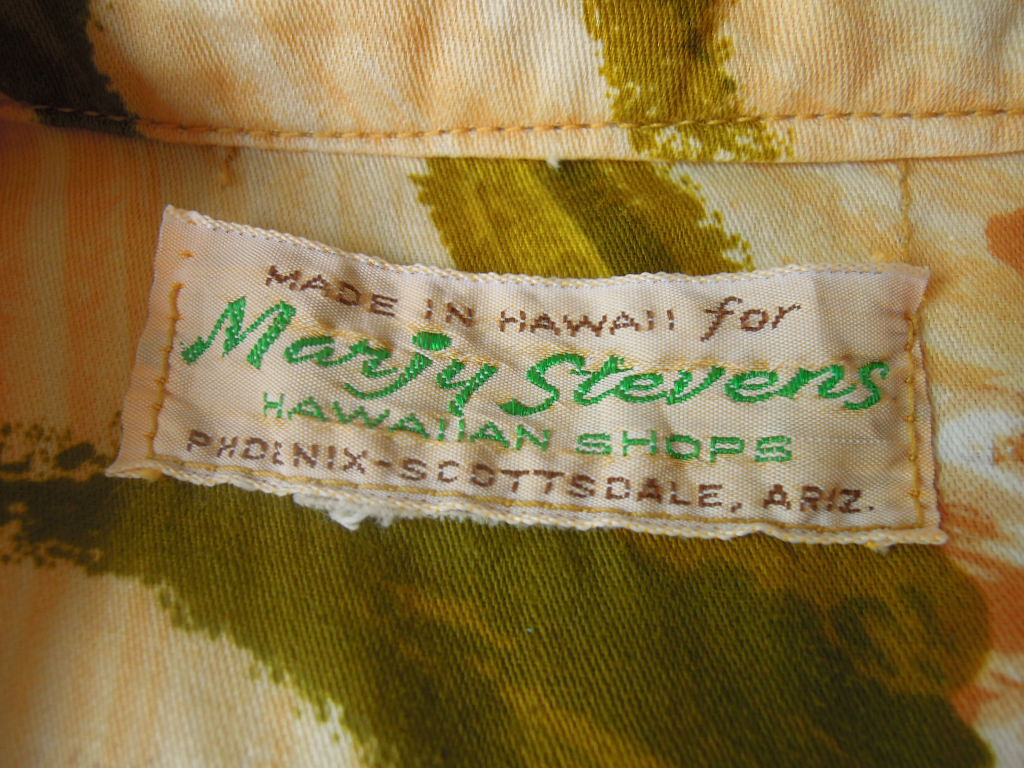 MADE IN HAWAII for
Marjy Stevens
HAWAIIAN SHOPS
PHOENIX-SCOTTSDALE, ARIZ.